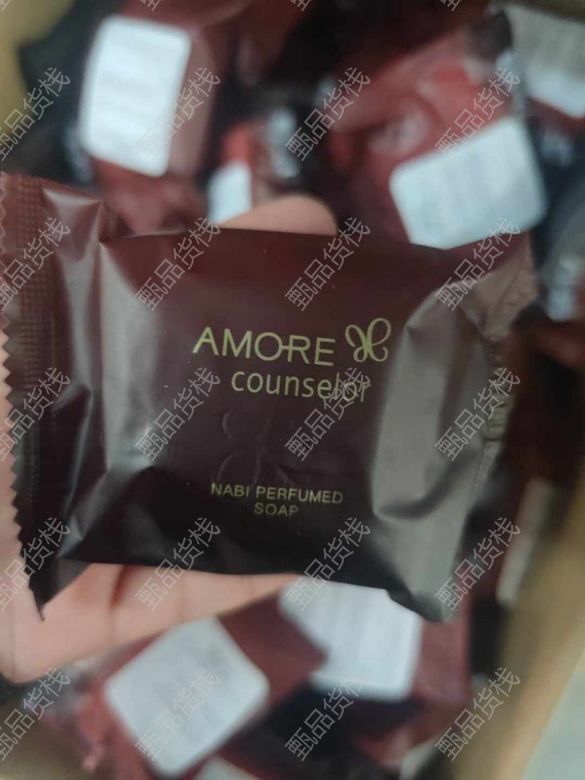 AMORE
counselor
NABI PERFUMED
SOAP
甄品货栈